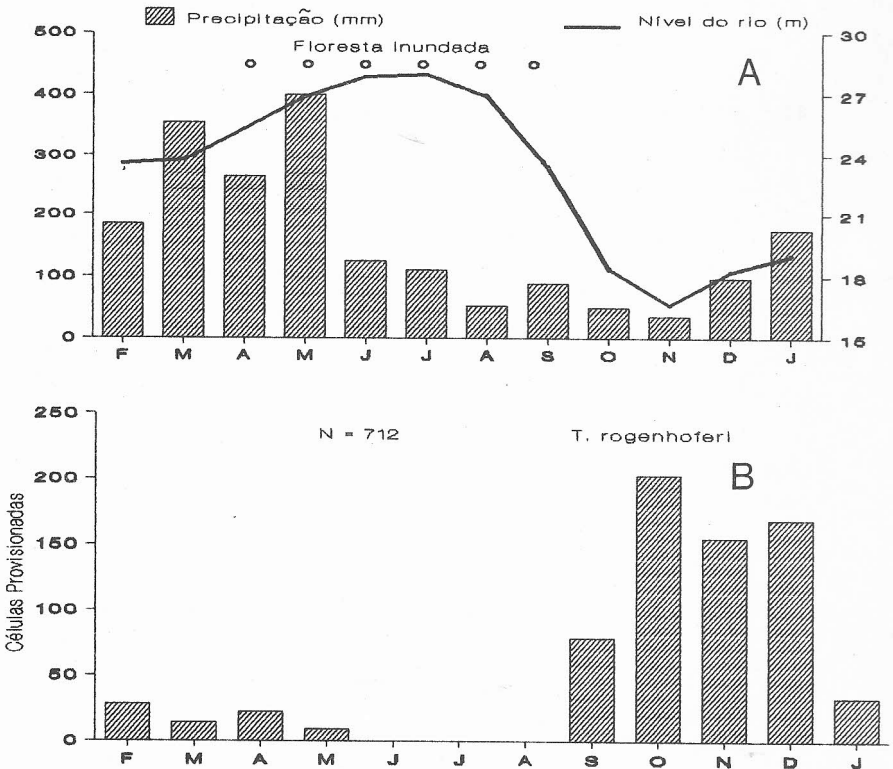 Precipitação (mm)
Nível do rio (m)
500
400
300
200
100
0
Floresta Inundada
o o o o o o
A
30
27
24
21
18
15
F M A M J J A S O N D J
250
200
150
100
50
0
Células Provisionadas
N = 712
T. rogenhoferi
B
F M A M J J A S O N D J